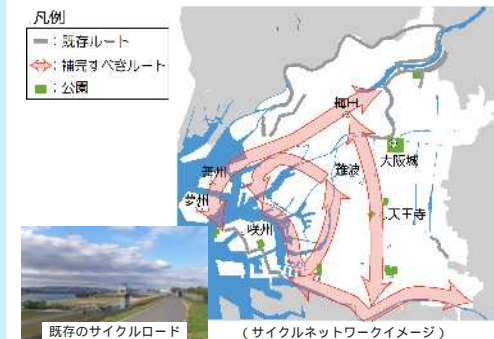 凡例
：既存ルート
：補完すべきルート
：公園
梅田
大阪城
難波
舞州
夢州
天王寺
咲州
既存のサイクルロード
（サイクルネットワークイメージ）